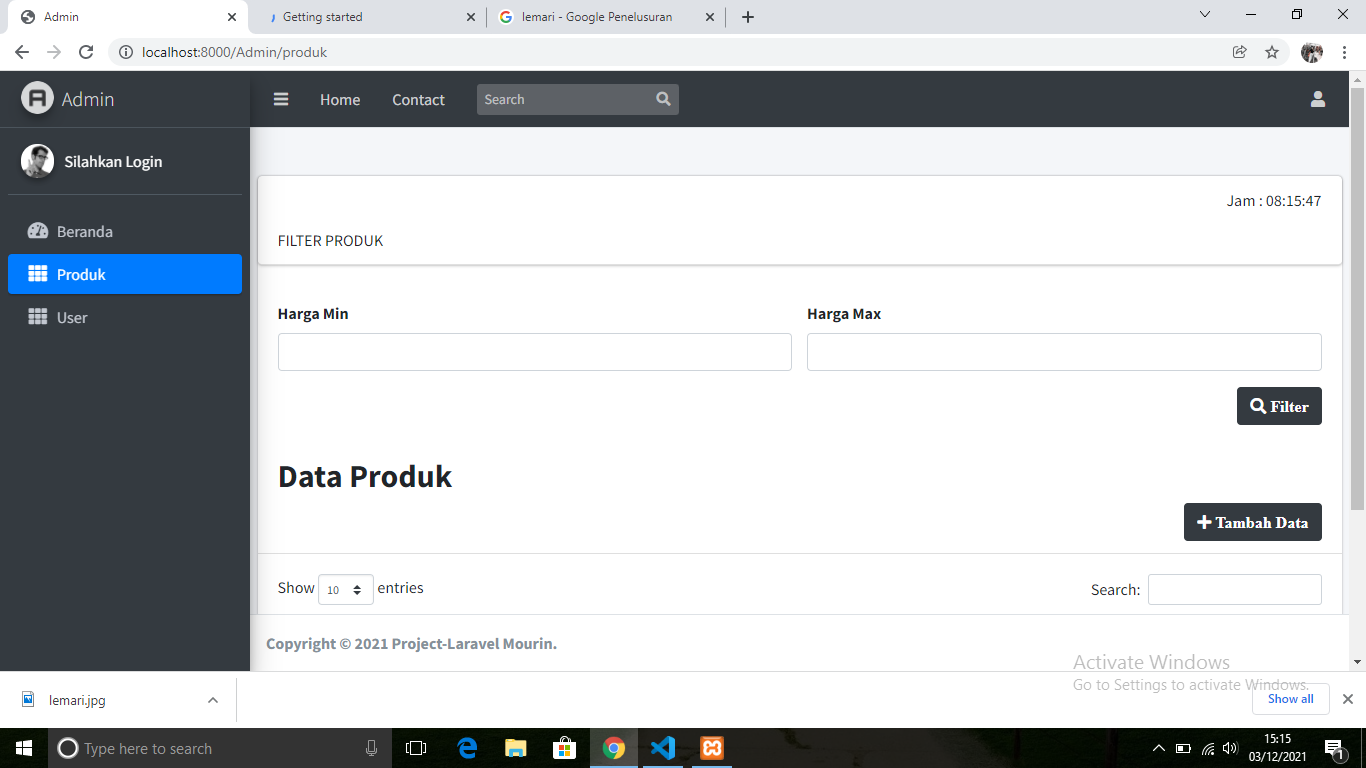 Admin
Getting started
lemari - Google Penelusuran
localhost:8000/Admin/produk
Admin
Home
Contact
Search
Silahkan Login
Beranda
Produk
User
Jam : 08:15:47
FILTER PRODUK
Harga Min
Harga Max
Filter
Data Produk
Tambah Data
Show 10 entries
Search:
Copyright © 2021 Project-Laravel Mourin.
Activate Windows
Go to Settings to activate Windows.
lemari.jpg
Show all
Type here to search
15:15
03/12/2021
1